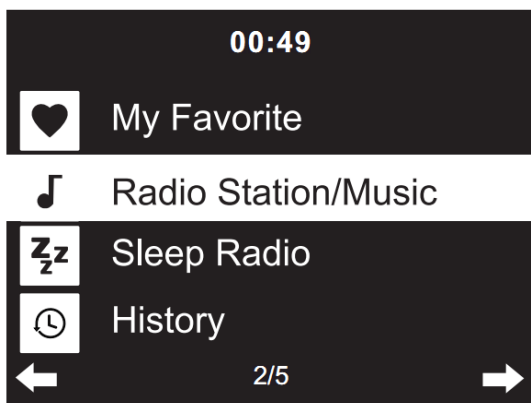 00:49
My Favorite
Radio Station/Music
Sleep Radio
History
2/5